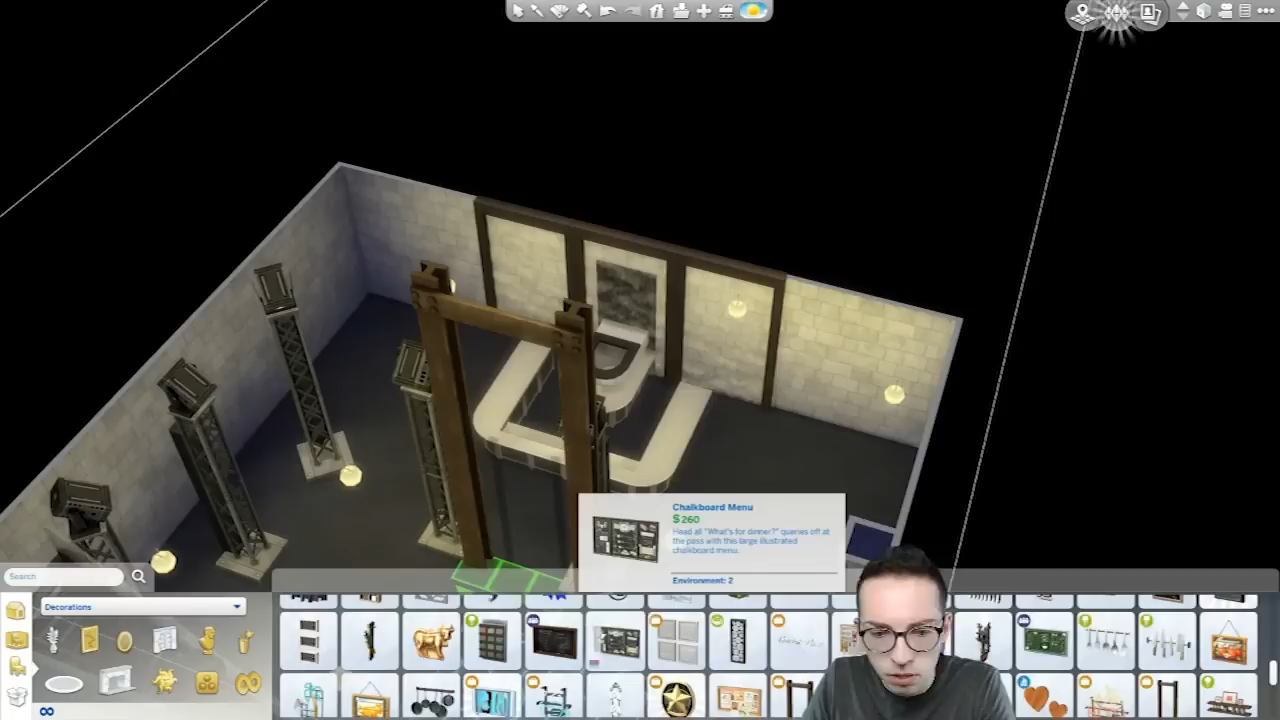 Chalkboard Menu
$260
Head all "What's for dinner?" queries off at
the pass with this large illustrated
chalkboard menu.
Environment: 2
Search
Decorations